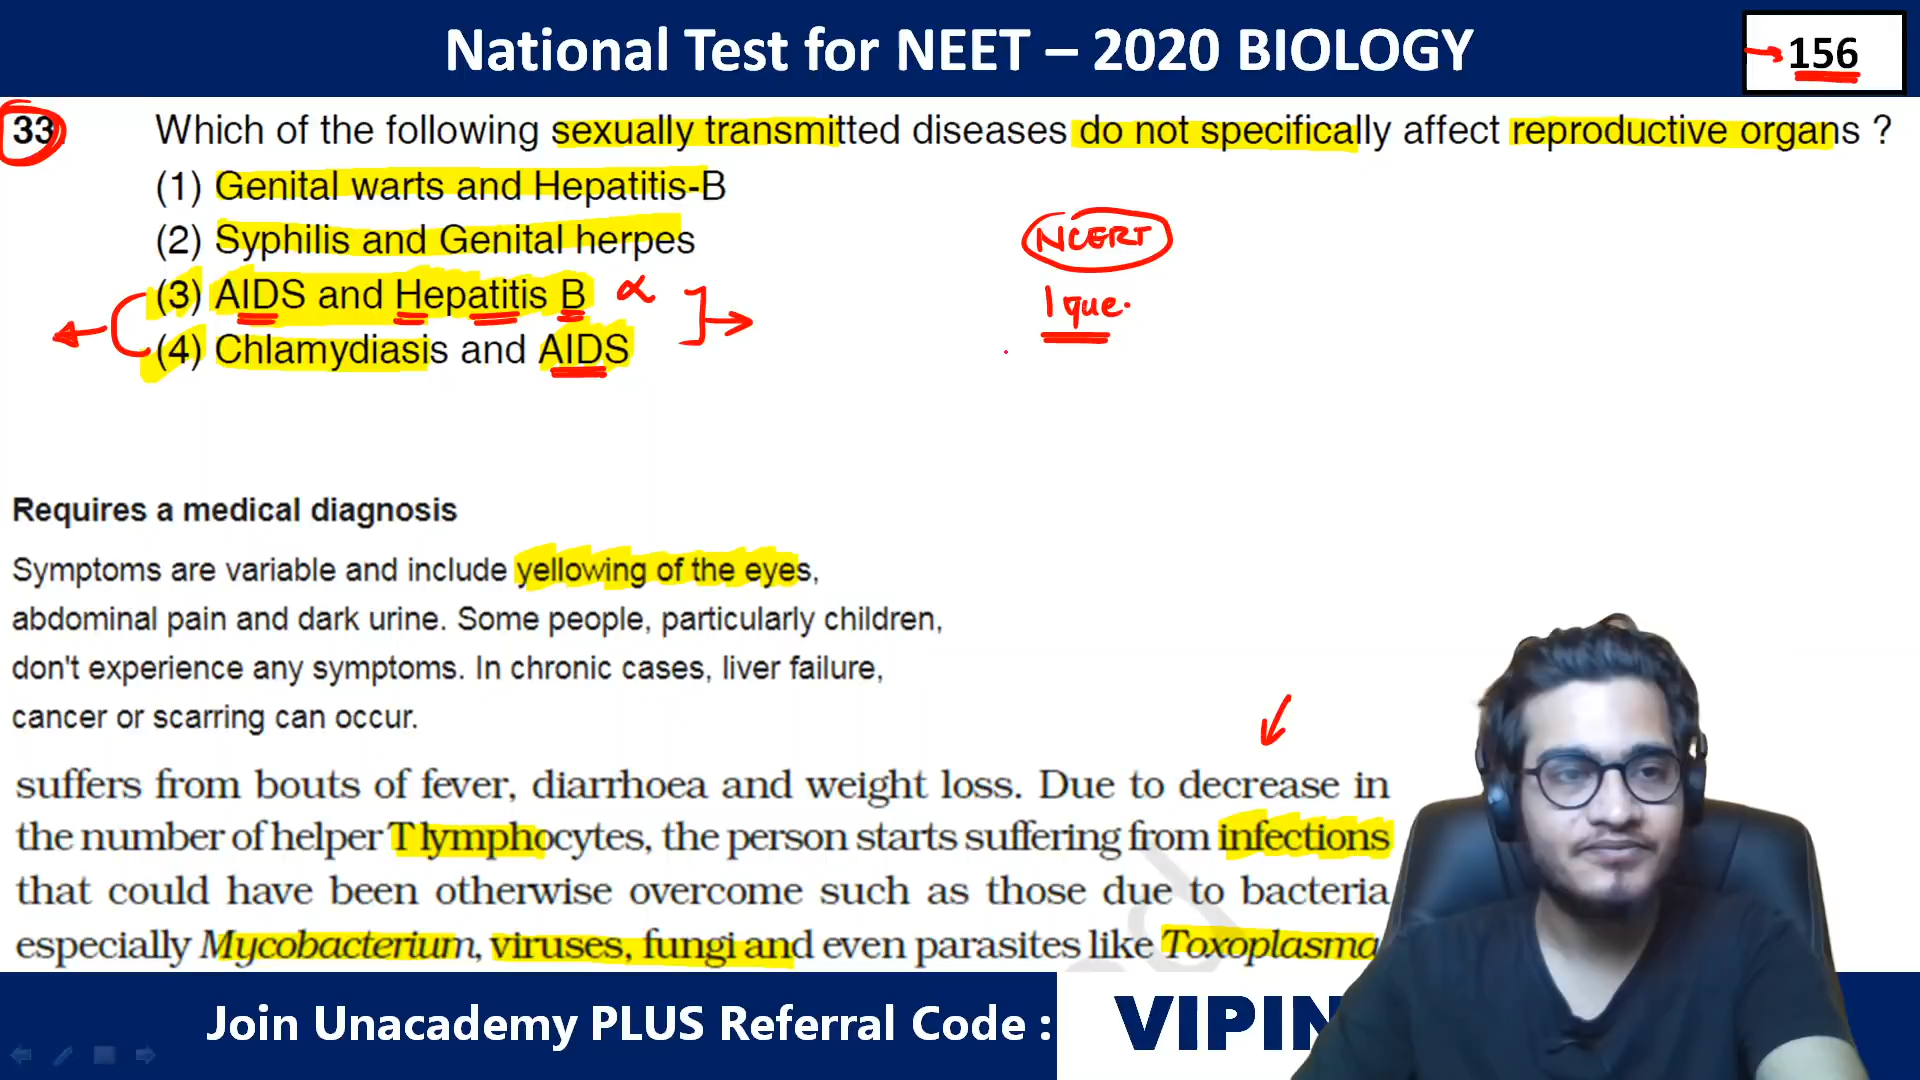 National Test for NEET – 2020 BIOLOGY
156
33. Which of the following sexually transmitted diseases do not specifically affect reproductive organs ?
(1) Genital warts and Hepatitis-B
(2) Syphilis and Genital herpes
(3) AIDS and Hepatitis B
(4) Chlamydiasis and AIDS
NCERT
1 que.
Requires a medical diagnosis
Symptoms are variable and include yellowing of the eyes,
abdominal pain and dark urine. Some people, particularly children,
don't experience any symptoms. In chronic cases, liver failure,
cancer or scarring can occur.
suffers from bouts of fever, diarrhoea and weight loss. Due to decrease in
the number of helper T lymphocytes, the person starts suffering from infections
that could have been otherwise overcome such as those due to bacteria
especially Mycobacterium, viruses, fungi and even parasites like Toxoplasma
Join Unacademy PLUS Referral Code :
VIPIN